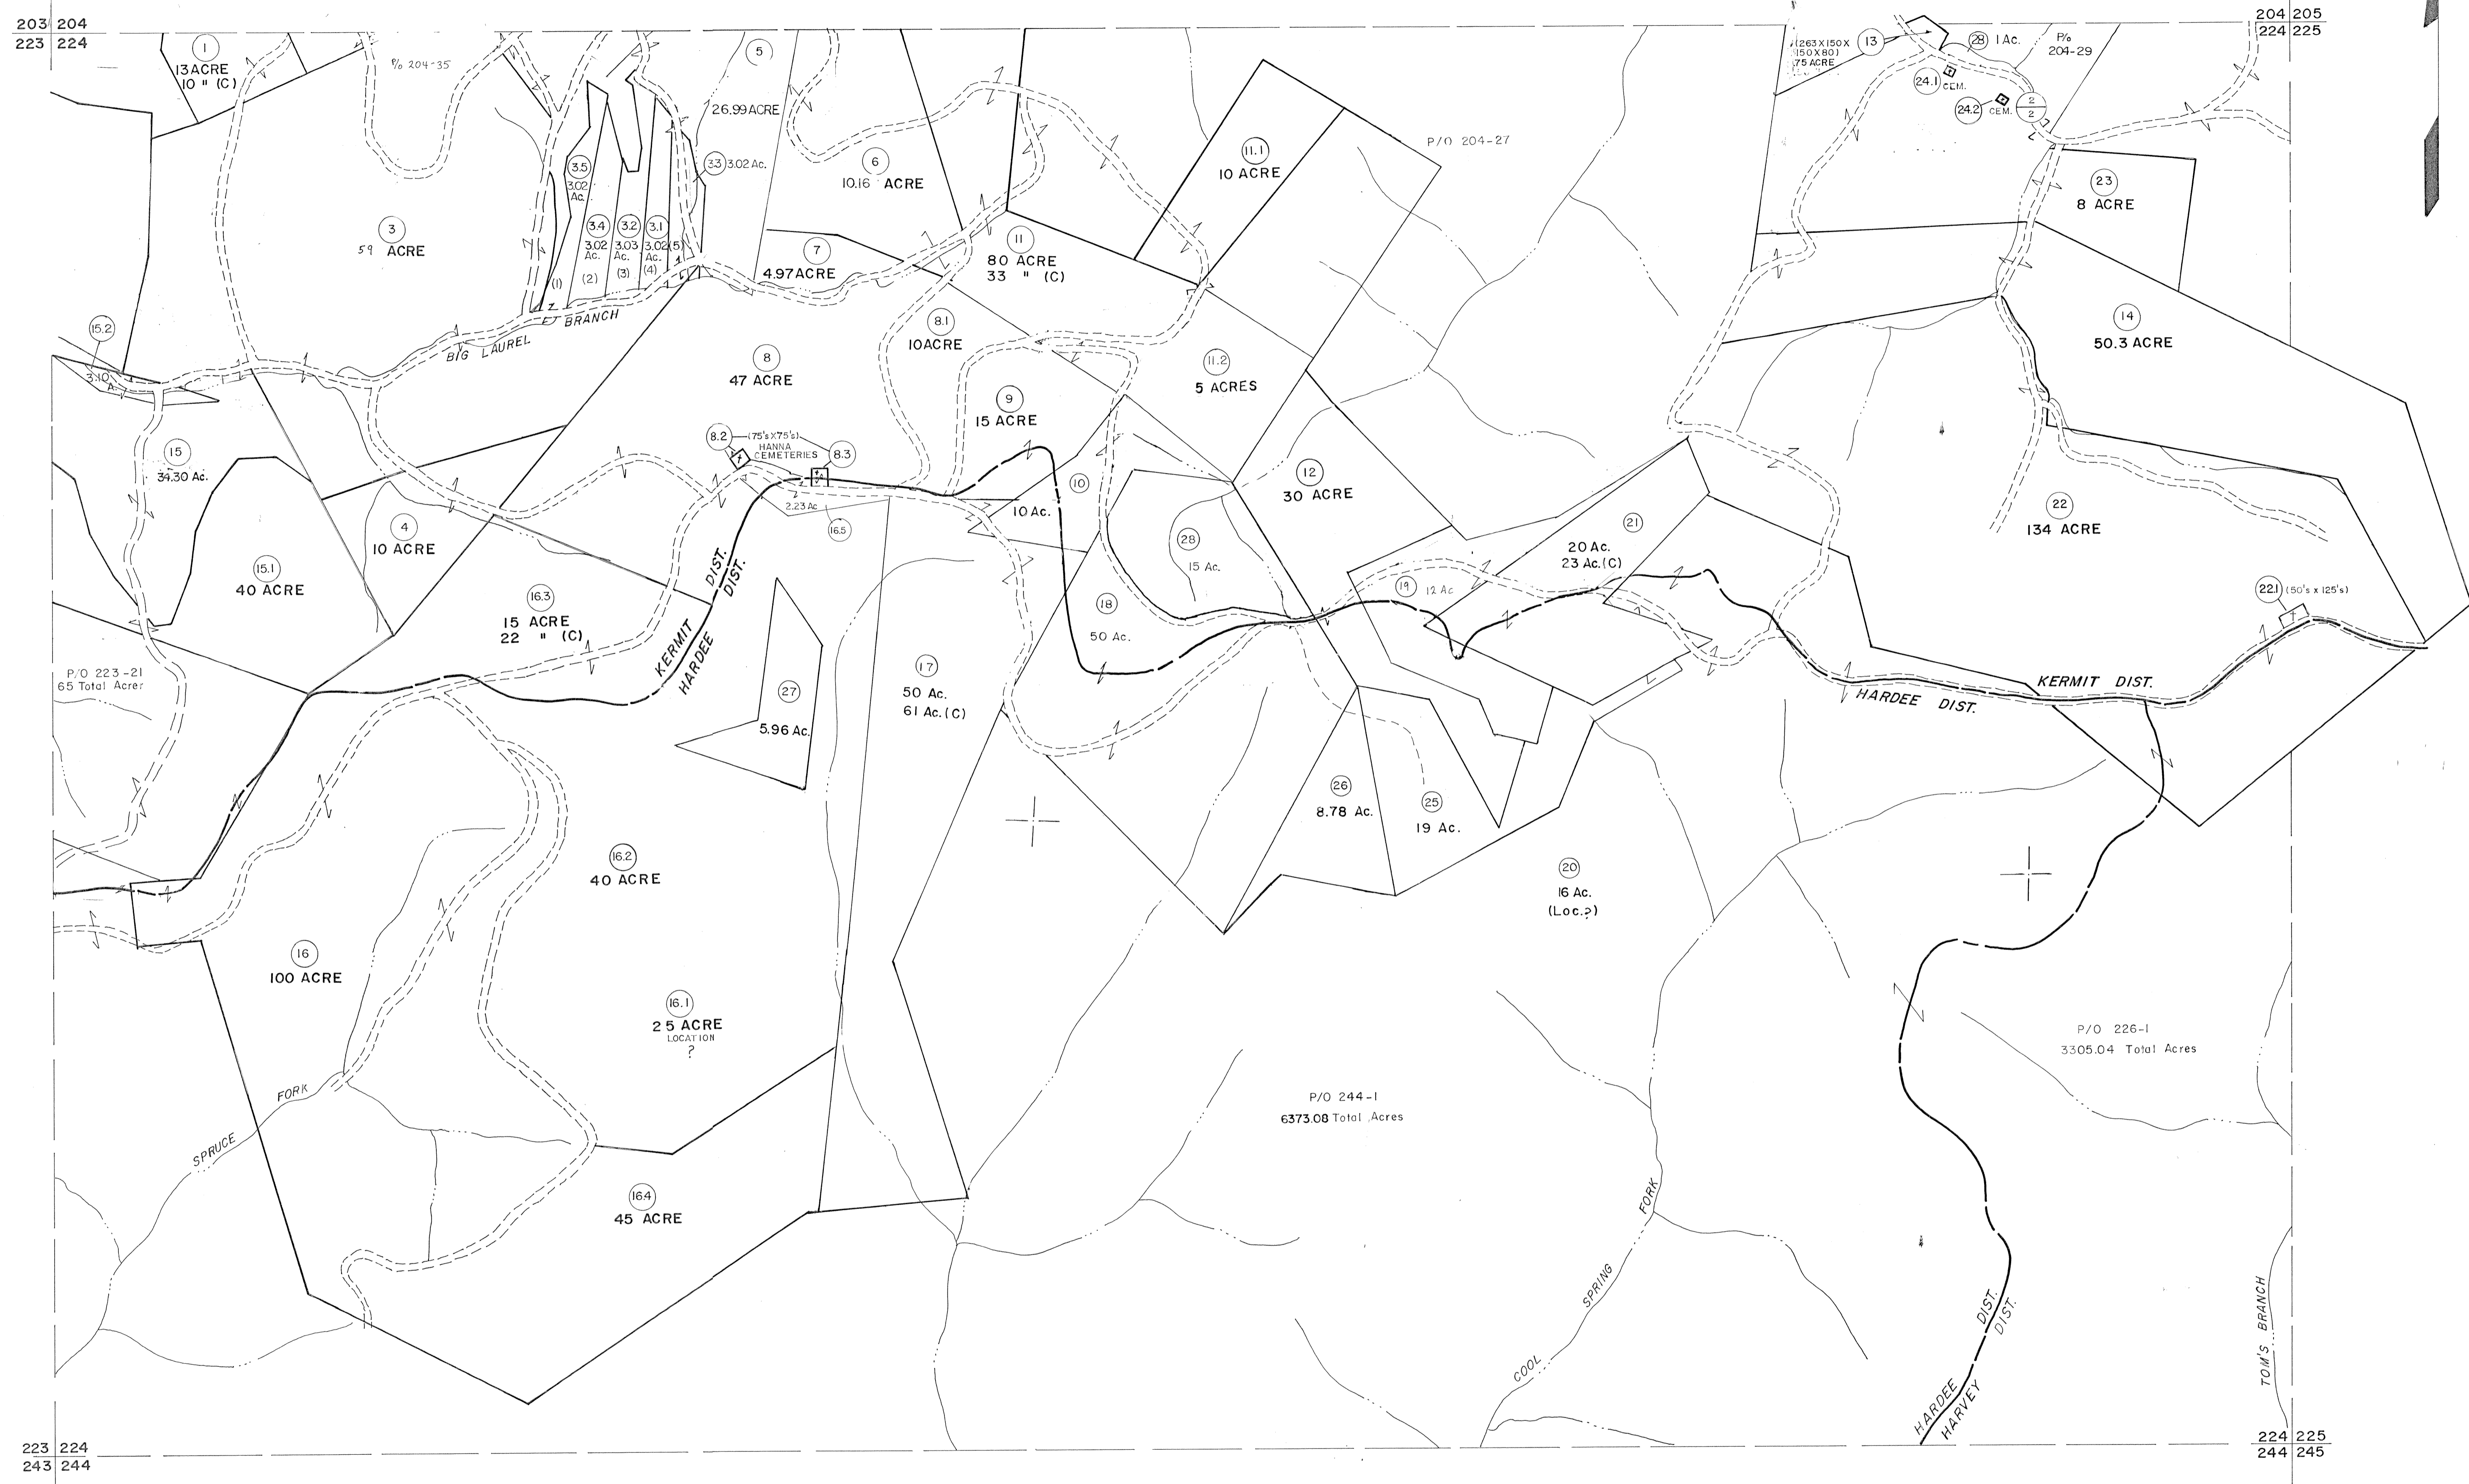 203 204
223 224
204 205
224 225
1
13 ACRE
10 " (C)
P/o 204-35
5
26.99 ACRE
(263 X 150 X
150 X 80)
.75 ACRE
13
28 1 Ac.
P/o
204-29
24.1 CEM.
24.2 CEM.
2
2
3
59 ACRE
3.5
3.02
Ac.
3.4
3.02
Ac.
(2)
3.2
3.03
Ac.
(3)
3.1
3.02
Ac.
(4)
(5)
(1)
33 3.02 Ac.
6
10.16 ACRE
7
4.97 ACRE
11
80 ACRE
33 " (C)
11.1
10 ACRE
P/O 204-27
23
8 ACRE
14
50.3 ACRE
15.2
3.10
A.
BIG LAUREL BRANCH
8
47 ACRE
8.1
10 ACRE
9
15 ACRE
11.2
5 ACRES
15
34.30 Ac.
8.2 (75's X 75's)
HANNA
CEMETERIES
8.3
2.23 Ac
16.5
10
10 Ac.
12
30 ACRE
22
134 ACRE
4
10 ACRE
15.1
40 ACRE
16.3
15 ACRE
22 " (C)
28
15 Ac.
18
50 Ac.
19 12 Ac
21
20 Ac.
23 Ac. (C)
22.1 (50's x 125's)
KERMIT DIST.
HARDEE DIST.
P/O 223-21
65 Total Acres
27
5.96 Ac.
17
50 Ac.
61 Ac. (C)
KERMIT DIST.
HARDEE DIST.
26
8.78 Ac.
25
19 Ac.
20
16 Ac.
(Loc.?)
16.2
40 ACRE
16
100 ACRE
16.1
25 ACRE
LOCATION
?
P/O 226-1
3305.04 Total Acres
P/O 244-1
6373.08 Total Acres
SPRUCE FORK
16.4
45 ACRE
COOL SPRING FORK
HARDEE DIST.
HARVEY DIST.
TOM'S BRANCH
223 224
243 244
224 225
244 245